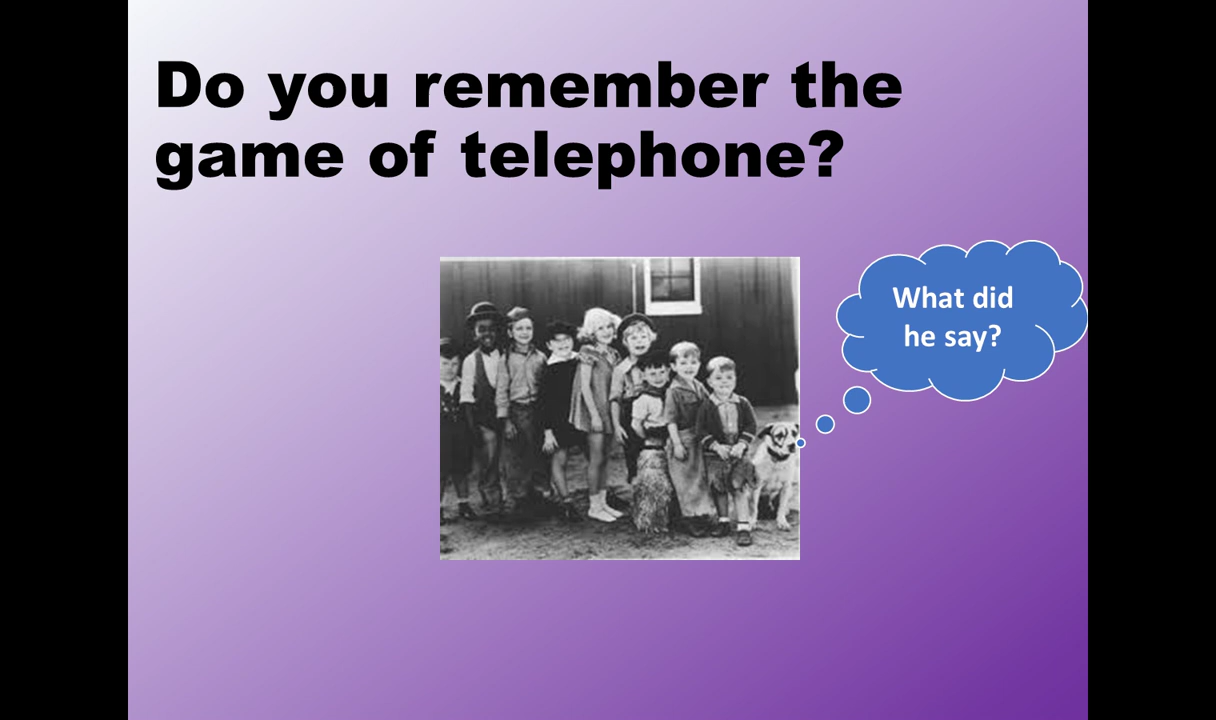 Do you remember the
game of telephone?
What did
he say?